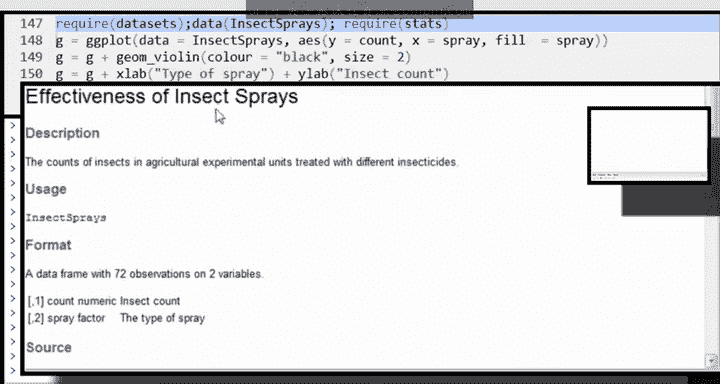 147 require(datasets);data(InsectSprays); require(stats)
148 g = ggplot(data = InsectSprays, aes(y = count, x = spray, fill  = spray))
149 g = g + geom_violin(colour = "black", size = 2)
150 g = g + xlab("Type of spray") + ylab("Insect count")
Effectiveness of Insect Sprays
Description
The counts of insects in agricultural experimental units treated with different insecticides.
Usage
InsectSprays
Format
A data frame with 72 observations on 2 variables.
[,1] count numeric Insect count
[,2] spray factor The type of spray
Source